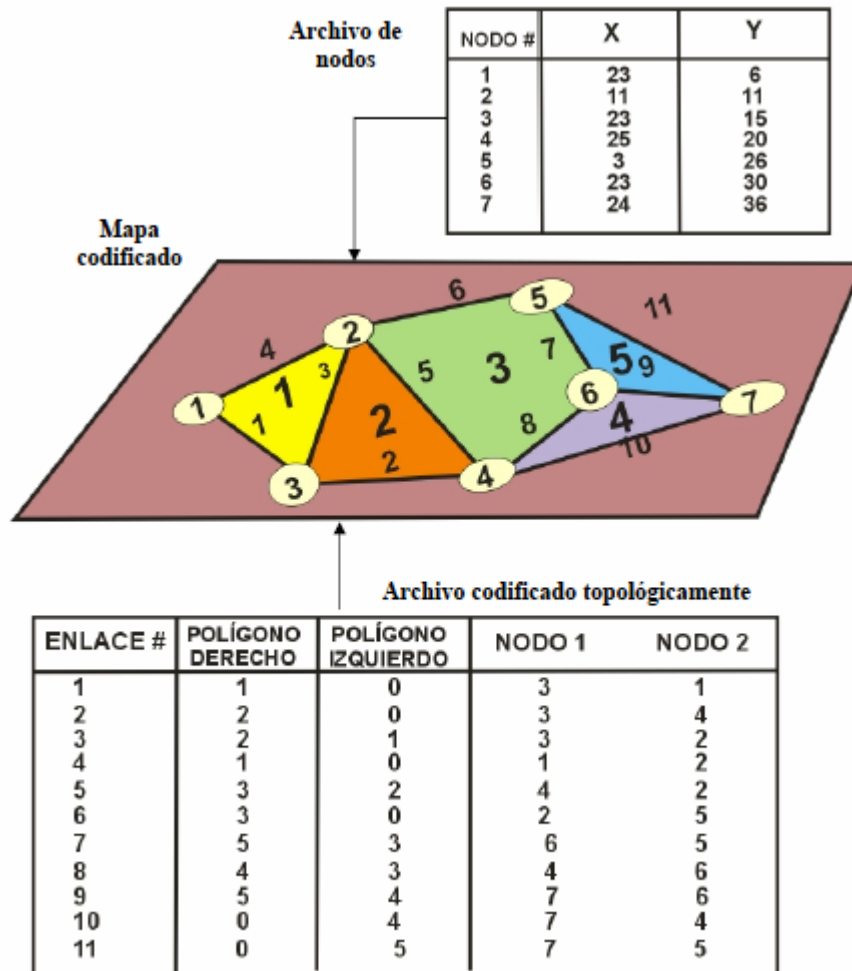 Archivo de
nodos
NODO # X Y
1 23 6
2 11 11
3 23 15
4 25 20
5 3 26
6 23 30
7 24 36
Mapa
codificado
6
5
11
4
2
3
5
3
7
5
9
1
1
1
2
8
6
4
7
3
2
4
10
Archivo codificado topológicamente
ENLACE # POLÍGONO DERECHO POLÍGONO IZQUIERDO NODO 1 NODO 2
1 1 0 3 1
2 2 0 3 4
3 2 1 3 2
4 1 0 1 2
5 3 2 4 2
6 3 0 2 5
7 5 3 6 5
8 4 3 4 6
9 5 4 7 6
10 0 4 7 4
11 0 5 7 5